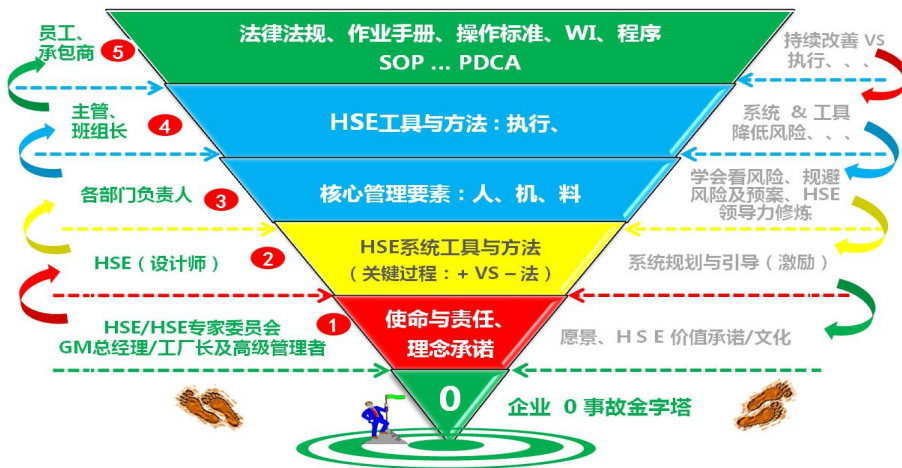 员工、
承包商
5
法律法规、作业手册、操作标准、WI、程序
SOP ... PDCA
持续改善 VS
执行、、、
主管、
班组长
4
HSE工具与方法：执行、
系统 & 工具
降低风险、、、
各部门负责人
3
核心管理要素：人、机、料
学会看风险、规避
风险及预案、HSE
领导力修炼
HSE（设计师）
2
HSE系统工具与方法
（关键过程：+ VS – 法）
系统规划与引导（激励）
HSE/HSE专家委员会
GM总经理/工厂长及高级管理者
1
使命与责任、
理念承诺
愿景、H S E 价值承诺/文化
0
企业 0 事故金字塔